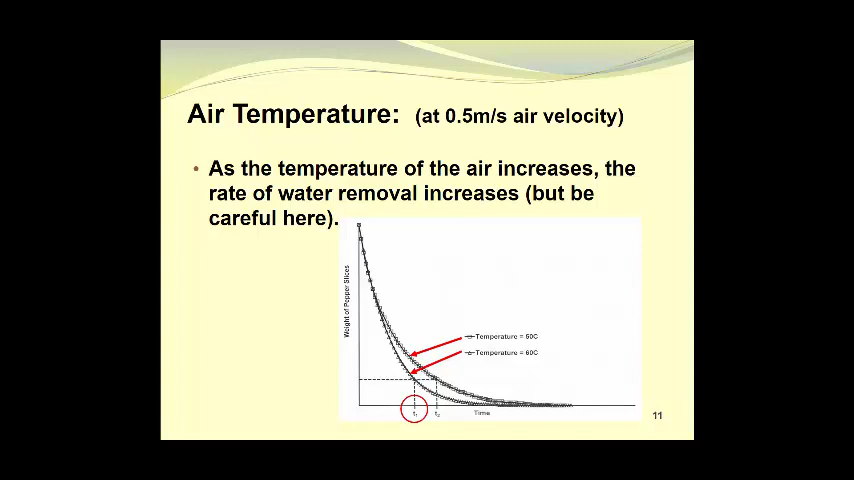 Air Temperature: (at 0.5m/s air velocity)
• As the temperature of the air increases, the
rate of water removal increases (but be
careful here).
Weight of Pepper Slices
Temperature = 50C
Temperature = 60C
t1 t2 Time
11